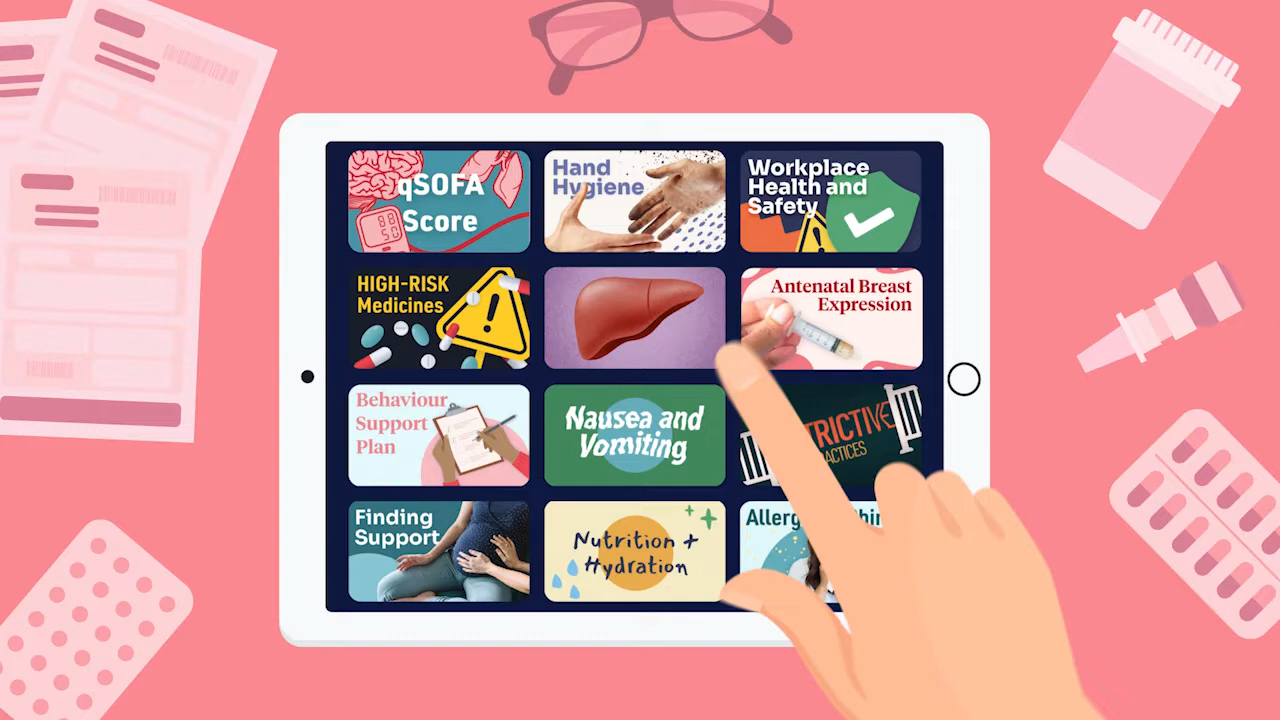 qSOFA
Score
Hand
Hygiene
Workplace
Health and
Safety
HIGH-RISK
Medicines
Antenatal Breast
Expression
Behaviour
Support
Plan
Nausea and
Vomiting
Finding
Support
Nutrition +
Hydration